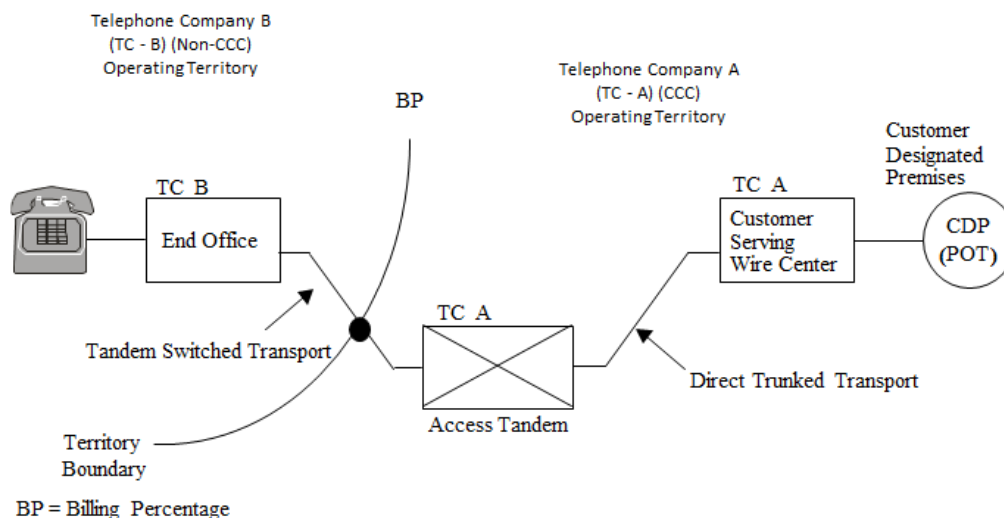 Telephone Company B
(TC - B) (Non-CCC)
Operating Territory
Telephone Company A
(TC - A) (CCC)
Operating Territory
BP
Customer
Designated
Premises
TC B
End Office
TC A
Customer
Serving
Wire Center
CDP
(POT)
TC A
Tandem Switched Transport
Direct Trunked Transport
Access Tandem
Territory
Boundary
BP = Billing Percentage